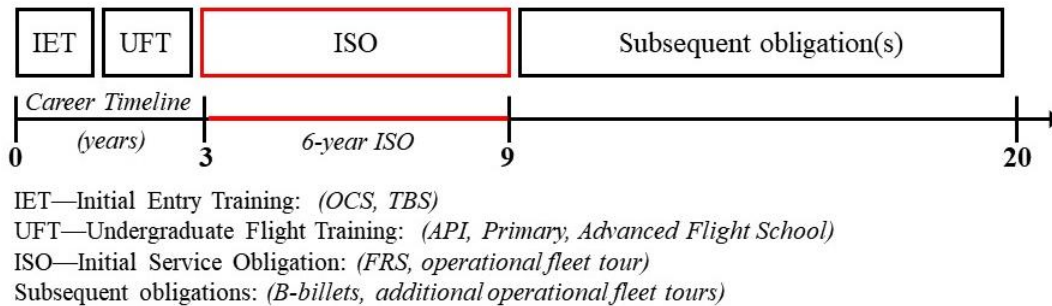 IET UFT ISO Subsequent obligation(s)
Career Timeline
(years) 6-year ISO
0 3 9 20
IET—Initial Entry Training: (OCS, TBS)
UFT—Undergraduate Flight Training: (API, Primary, Advanced Flight School)
ISO—Initial Service Obligation: (FRS, operational fleet tour)
Subsequent obligations: (B-billets, additional operational fleet tours)